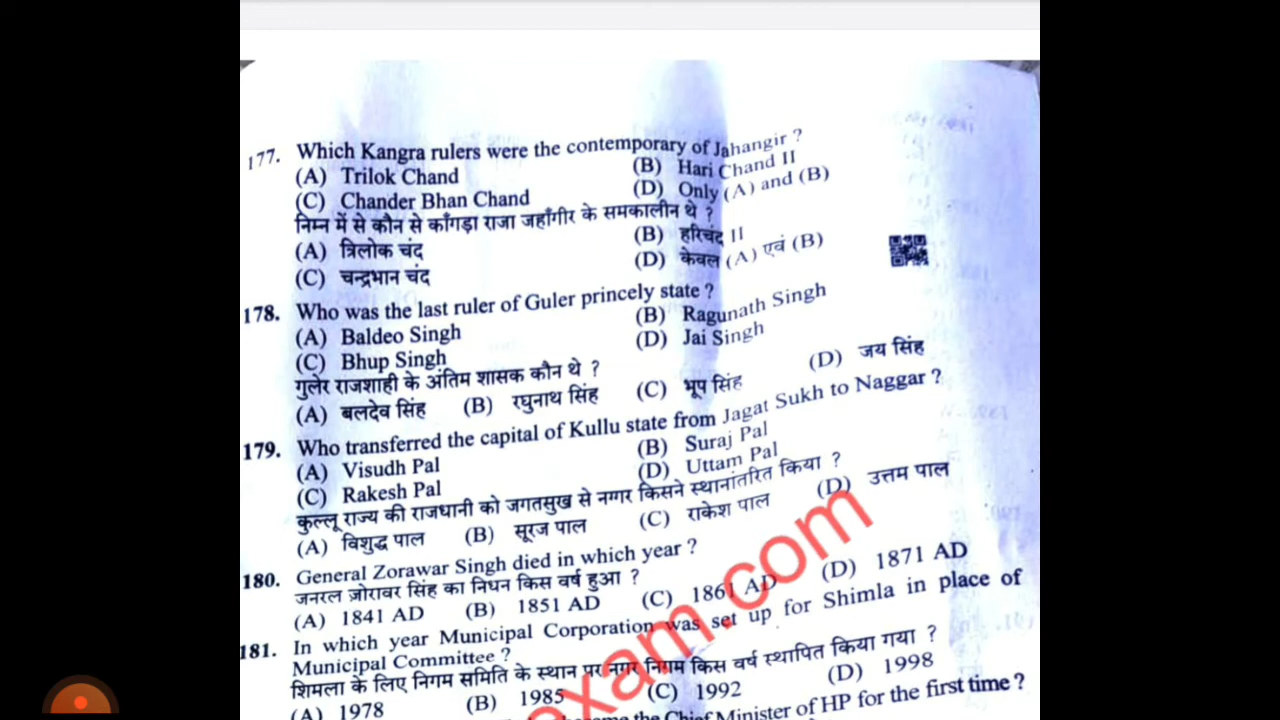 177. Which Kangra rulers were the contemporary of Jahangir ?
(A) Trilok Chand (B) Hari Chand II
(C) Chander Bhan Chand (D) Only (A) and (B)
निम्न में से कौन से काँगड़ा राजा जहाँगीर के समकालीन थे ?
(A) त्रिलोक चंद (B) हरिचंद II
(C) चन्द्रभान चंद (D) केवल (A) एवं (B)
178. Who was the last ruler of Guler princely state ?
(A) Baldeo Singh (B) Ragunath Singh
(C) Bhup Singh (D) Jai Singh
गुलेर राजशाही के अंतिम शासक कौन थे ?
(A) बलदेव सिंह (B) रघुनाथ सिंह (C) भूप सिंह (D) जय सिंह
179. Who transferred the capital of Kullu state from Jagat Sukh to Naggar ?
(A) Visudh Pal (B) Suraj Pal
(C) Rakesh Pal (D) Uttam Pal
कुल्लू राज्य की राजधानी को जगतसुख से नग्गर किसने स्थानांतरित किया ?
(A) विशुद्ध पाल (B) सूरज पाल (C) राकेश पाल (D) उत्तम पाल
180. General Zorawar Singh died in which year ?
जनरल ज़ोरावर सिंह का निधन किस वर्ष हुआ ?
(A) 1841 AD (B) 1851 AD (C) 1861 AD (D) 1871 AD
181. In which year Municipal Corporation was set up for Shimla in place of
Municipal Committee ?
शिमला के लिए निगम समिति के स्थान पर नगर निगम किस वर्ष स्थापित किया गया ?
(A) 1978 (B) 1985 (C) 1992 (D) 1998
the Chief Minister of HP for the first time ?
exam.com